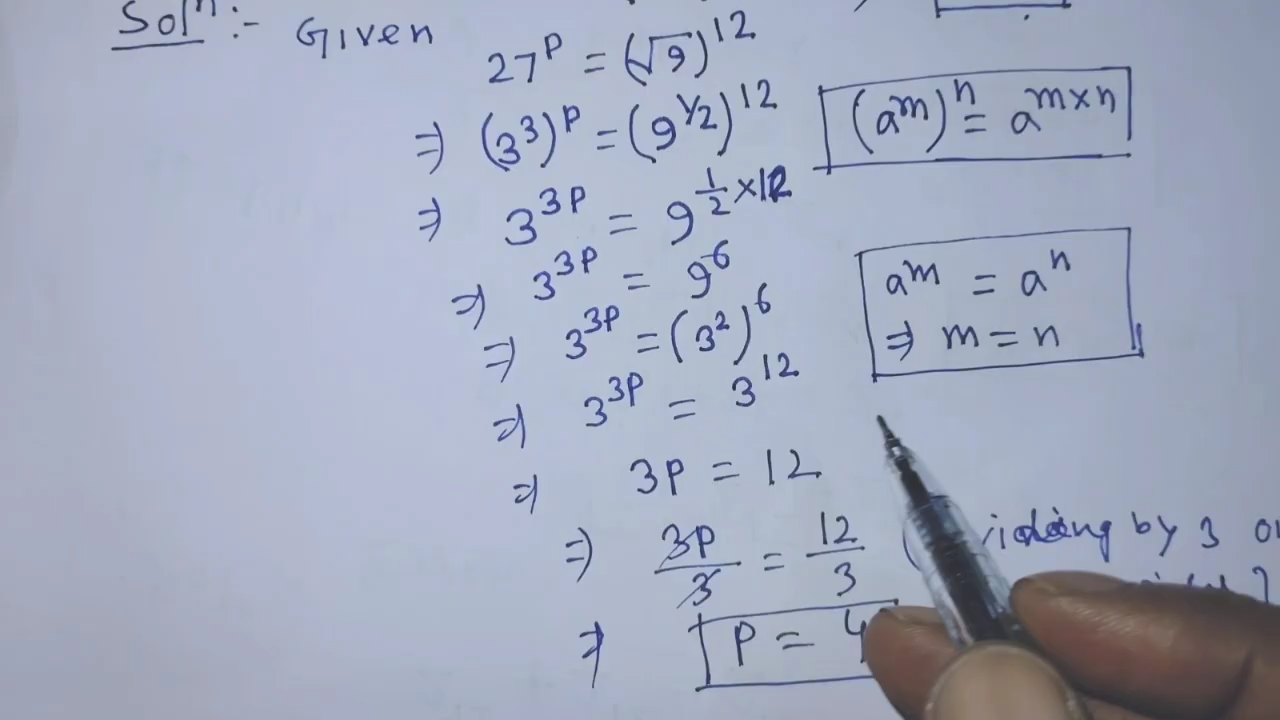 Solⁿ :- Given
27^p = (√9)^12
⇒ (3^3)^p = (9^1/2)^12
(a^m)^n = a^m×n
⇒ 3^3p = 9^1/2 ×12
⇒ 3^3p = 9^6
a^m = a^n
⇒ m = n
⇒ 3^3p = (3^2)^6
⇒ 3^3p = 3^12
⇒ 3p = 12
⇒ 3p/3 = 12/3 by 3
⇒ p = 4